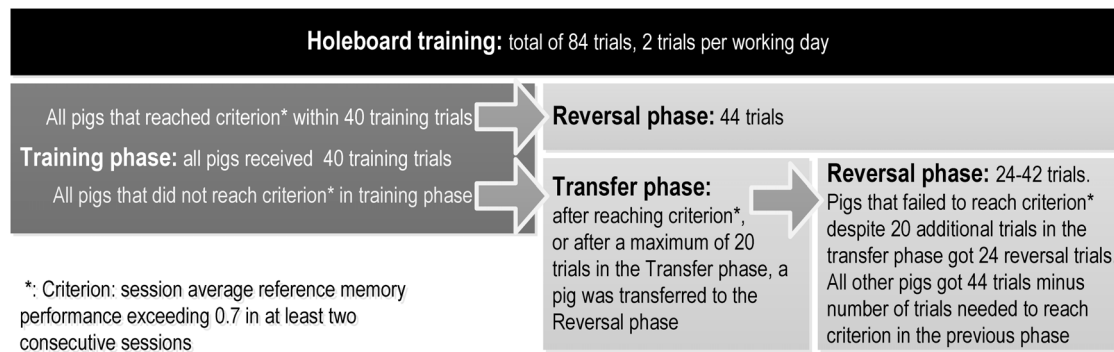 Holeboard training: total of 84 trials, 2 trials per working day
All pigs that reached criterion* within 40 training trials
Training phase: all pigs received 40 training trials
All pigs that did not reach criterion* in training phase
Reversal phase: 44 trials
Transfer phase:
after reaching criterion*,
or after a maximum of 20
trials in the Transfer phase, a
pig was transferred to the
Reversal phase
Reversal phase: 24-42 trials.
Pigs that failed to reach criterion*
despite 20 additional trials in the
transfer phase got 24 reversal trials
All other pigs got 44 trials minus
number of trials needed to reach
criterion in the previous phase
*: Criterion: session average reference memory
performance exceeding 0.7 in at least two
consecutive sessions